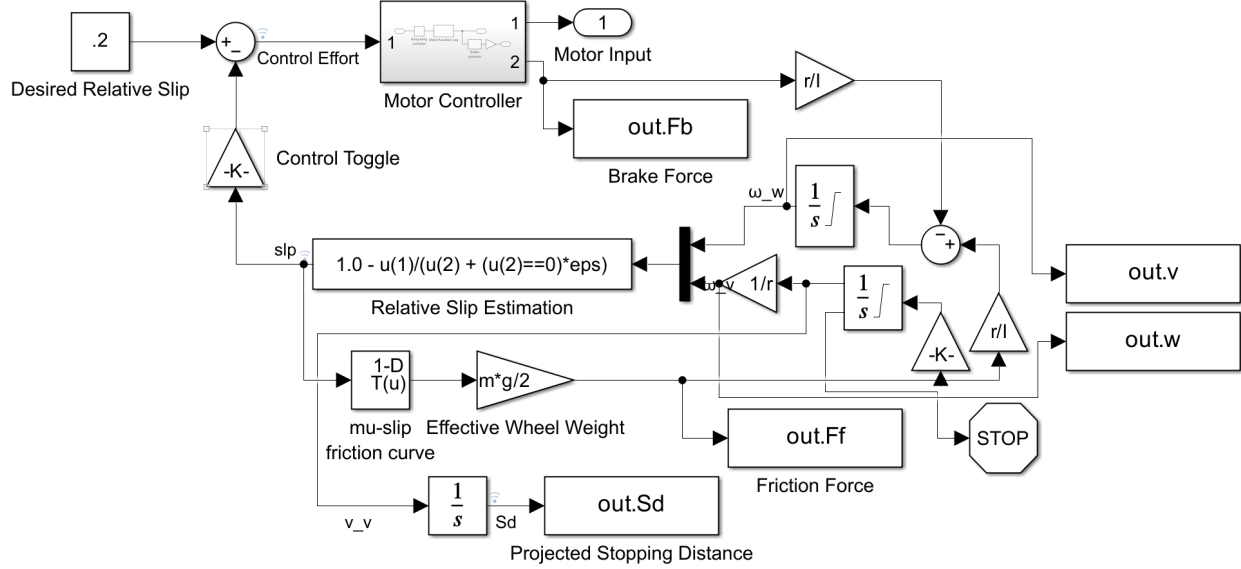 .2
Desired Relative Slip
+
−
Control Effort
1
1
2
Motor Controller
1
Motor Input
r/I
out.Fb
Brake Force
-K-
Control Toggle
ω_w
1
s
−
+
slp
1.0 - u(1)/(u(2) + (u(2)==0)*eps)
Relative Slip Estimation
ω_v
1/r
1
s
out.v
out.w
-K-
r/I
1-D
T(u)
mu-slip
friction curve
m*g/2
Effective Wheel Weight
out.Ff
Friction Force
STOP
v_v
1
s
Sd
out.Sd
Projected Stopping Distance